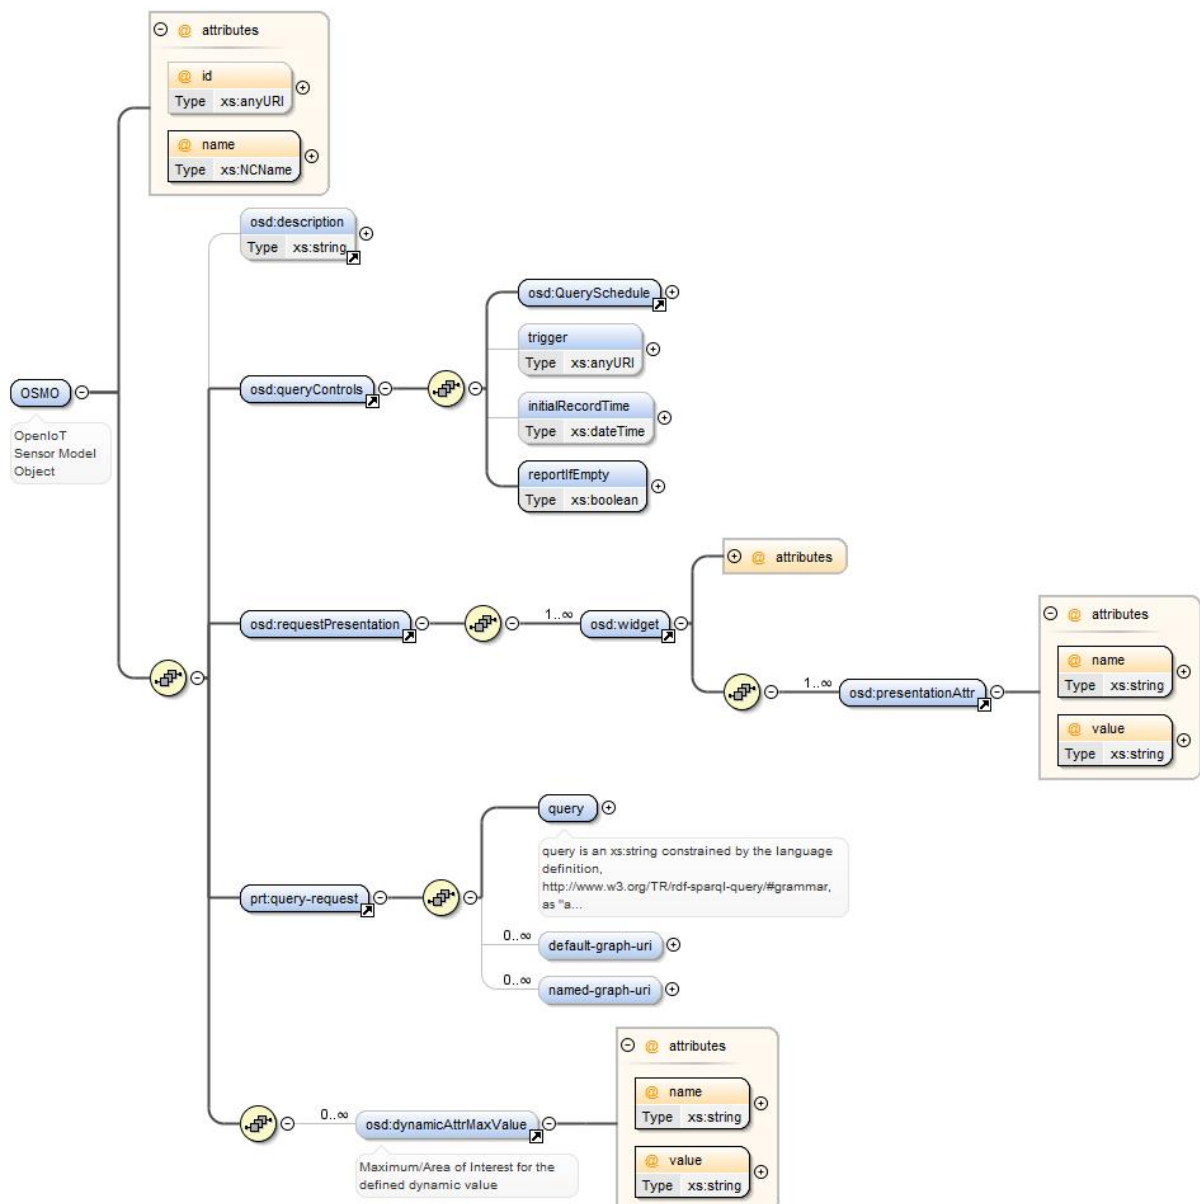 @ attributes
@ id
Type xs:anyURI
@ name
Type xs:NCName
osd:description
Type xs:string
osd:QuerySchedule
trigger
Type xs:anyURI
OSMO
osd:queryControls
initialRecordTime
Type xs:dateTime
OpenIoT
Sensor Model
Object
reportIfEmpty
Type xs:boolean
@ attributes
osd:requestPresentation
1..∞
osd:widget
@ attributes
@ name
Type xs:string
1..∞
osd:presentationAttr
@ value
Type xs:string
query
query is an xs:string constrained by the language
definition,
http://www.w3.org/TR/rdf-sparql-query/#grammar,
as "a...
prt:query-request
0..∞
default-graph-uri
0..∞
named-graph-uri
@ attributes
@ name
Type xs:string
0..∞
osd:dynamicAttrMaxValue
Maximum/Area of Interest for the
defined dynamic value
@ value
Type xs:string